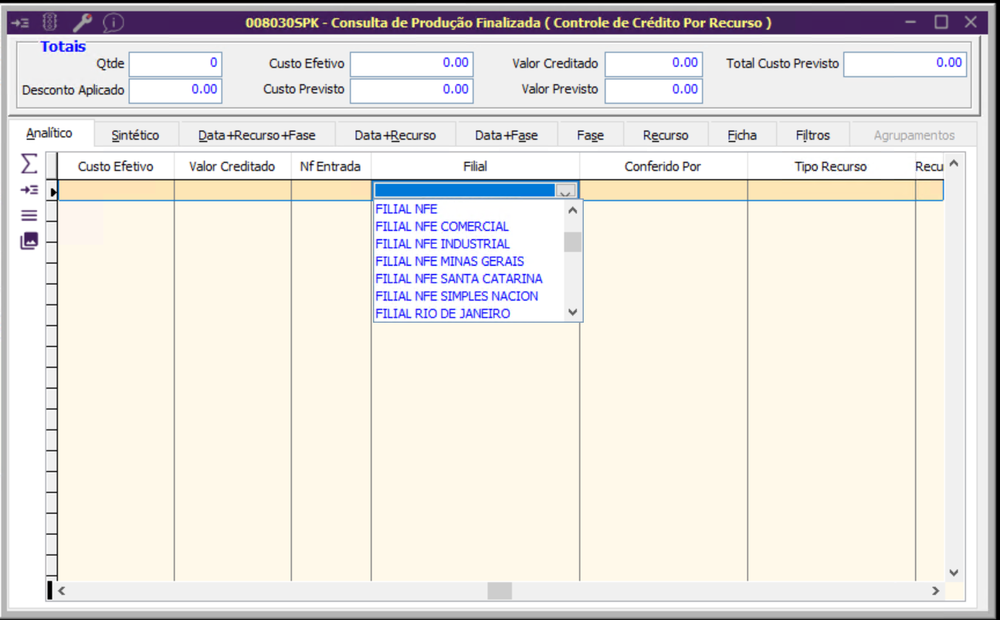 008030SPK - Consulta de Produção Finalizada ( Controle de Crédito Por Recurso )
Totais
Qtde 0 Custo Efetivo 0.00 Valor Creditado 0.00 Total Custo Previsto 0.00
Desconto Aplicado 0.00 Custo Previsto 0.00 Valor Previsto 0.00
Analítico Sintético Data+Recurso+Fase Data+Recurso Data+Fase Fase Recurso Ficha Filtros Agrupamentos
Custo Efetivo Valor Creditado Nf Entrada Filial Conferido Por Tipo Recurso Recu
FILIAL NFE
FILIAL NFE COMERCIAL
FILIAL NFE INDUSTRIAL
FILIAL NFE MINAS GERAIS
FILIAL NFE SANTA CATARINA
FILIAL NFE SIMPLES NACION
FILIAL RIO DE JANEIRO